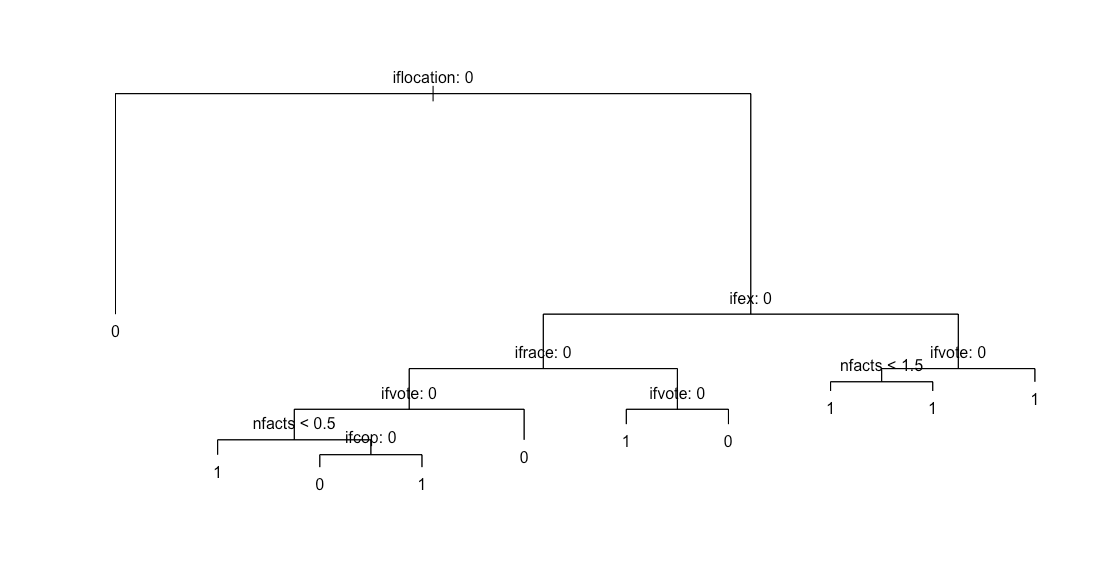 iflocation: 0
ifex: 0
0
ifrace: 0
ifvote: 0
nfacts < 1.5
ifvote: 0
ifvote: 0
1
1
1
nfacts < 0.5
ifcop: 0
1
0
0
1
0
1